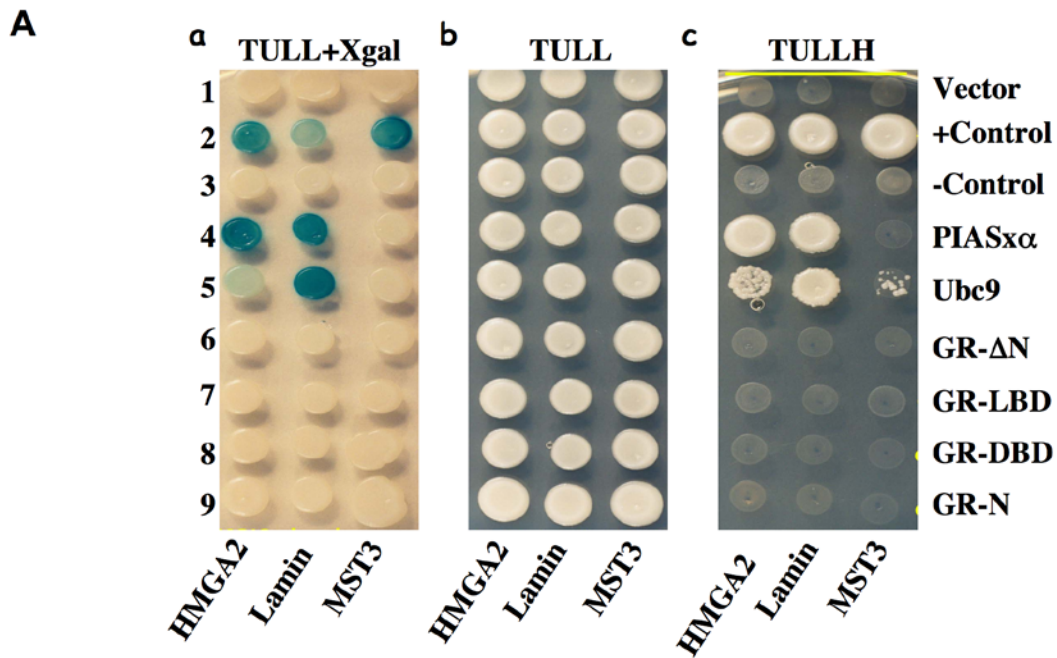 A
a b c
TULL+Xgal TULL TULLH
1 Vector
2 +Control
3 -Control
4 PIASxα
5 Ubc9
6 GR-ΔN
7 GR-LBD
8 GR-DBD
9 GR-N
HMGA2 Lamin MST3 HMGA2 Lamin MST3 HMGA2 Lamin MST3